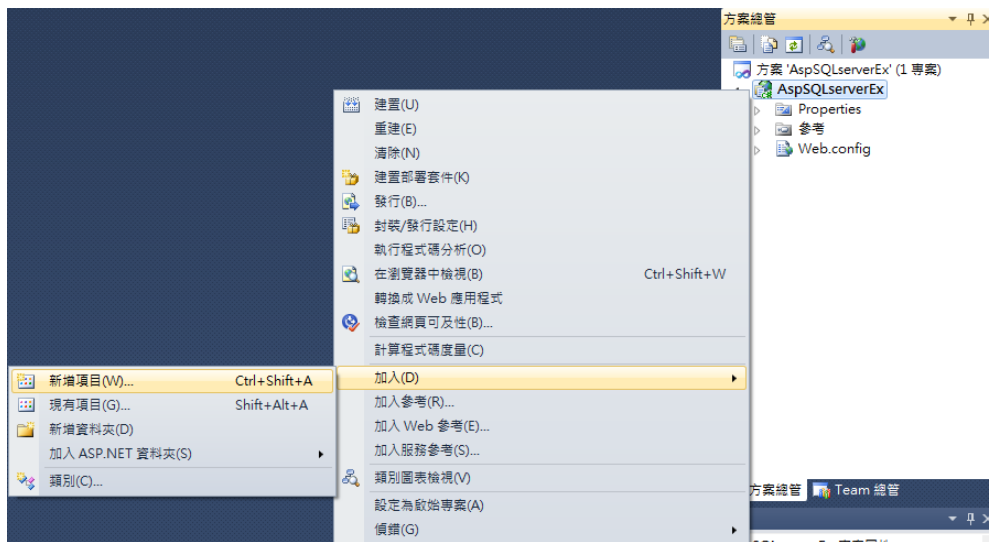 方案總管
方案 'AspSQLserverEx' (1 專案)
AspSQLserverEx
Properties
參考
Web.config
建置(U)
重建(E)
清除(N)
建置部署套件(K)
發行(B)...
封裝/發行設定(H)
執行程式碼分析(O)
在瀏覽器中檢視(B) Ctrl+Shift+W
轉換成 Web 應用程式
檢查網頁可及性(B)...
計算程式碼度量(C)
加入(D)
加入參考(R)...
加入 Web 參考(E)...
加入服務參考(S)...
類別圖表檢視(V)
設定為啟始專案(A)
偵錯(G)
新增項目(W)... Ctrl+Shift+A
現有項目(G)... Shift+Alt+A
新增資料夾(D)
加入 ASP.NET 資料夾(S)
類別(C)...
方案總管 Team 總管